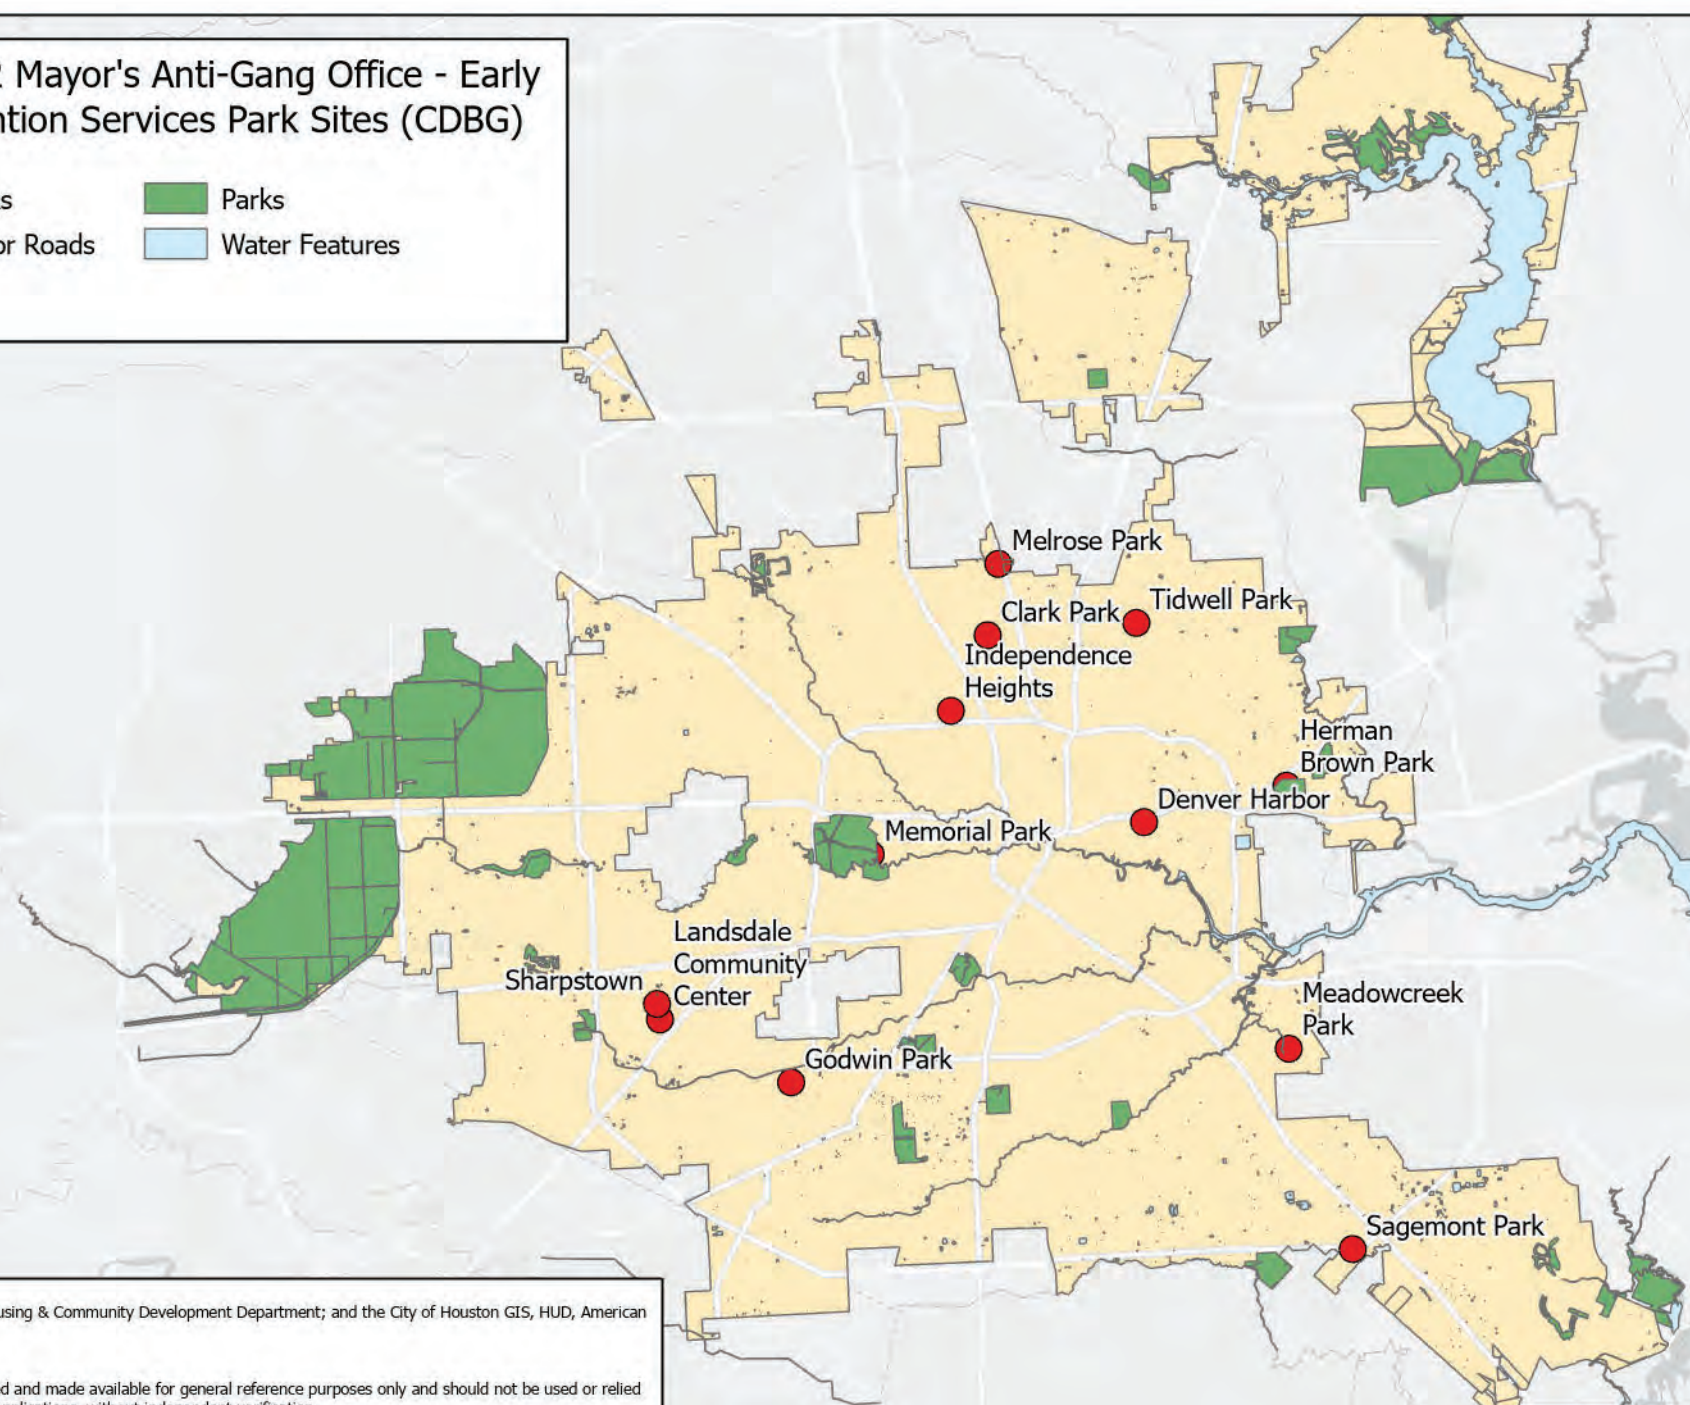 Mayor's Anti-Gang Office - Early
Services Park Sites (CDBG)
Parks
Roads
Water Features
Melrose Park
Clark Park
Tidwell Park
Independence
Heights
Herman
Brown Park
Denver Harbor
Memorial Park
Landsdale
Community
Center
Sharpstown
Meadowcreek
Park
Godwin Park
Sagemont Park
& Community Development Department; and the City of Houston GIS, HUD, American
and made available for general reference purposes only and should not be used or relied